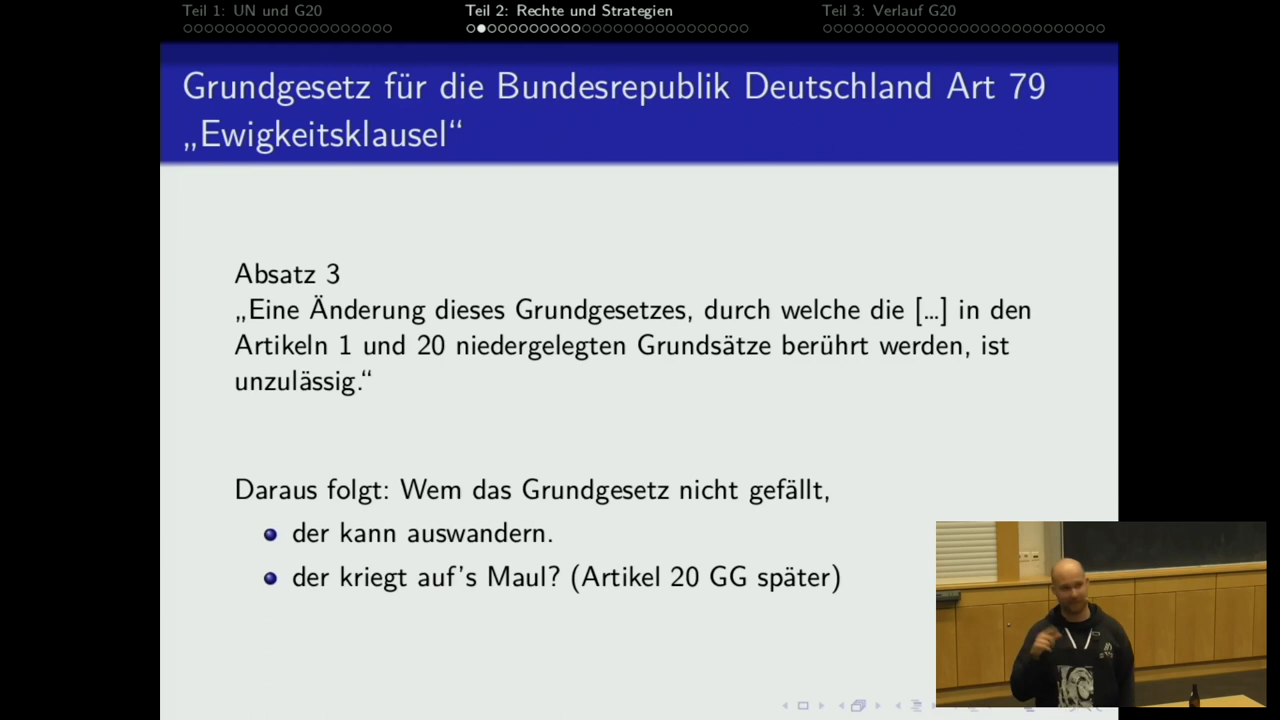 Teil 1: UN und G20
Teil 2: Rechte und Strategien
Teil 3: Verlauf G20
Grundgesetz für die Bundesrepublik Deutschland Art 79
„Ewigkeitsklausel“
Absatz 3
„Eine Änderung dieses Grundgesetzes, durch welche die [...] in den
Artikeln 1 und 20 niedergelegten Grundsätze berührt werden, ist
unzulässig.“
Daraus folgt: Wem das Grundgesetz nicht gefällt,
der kann auswandern.
der kriegt auf's Maul? (Artikel 20 GG später)